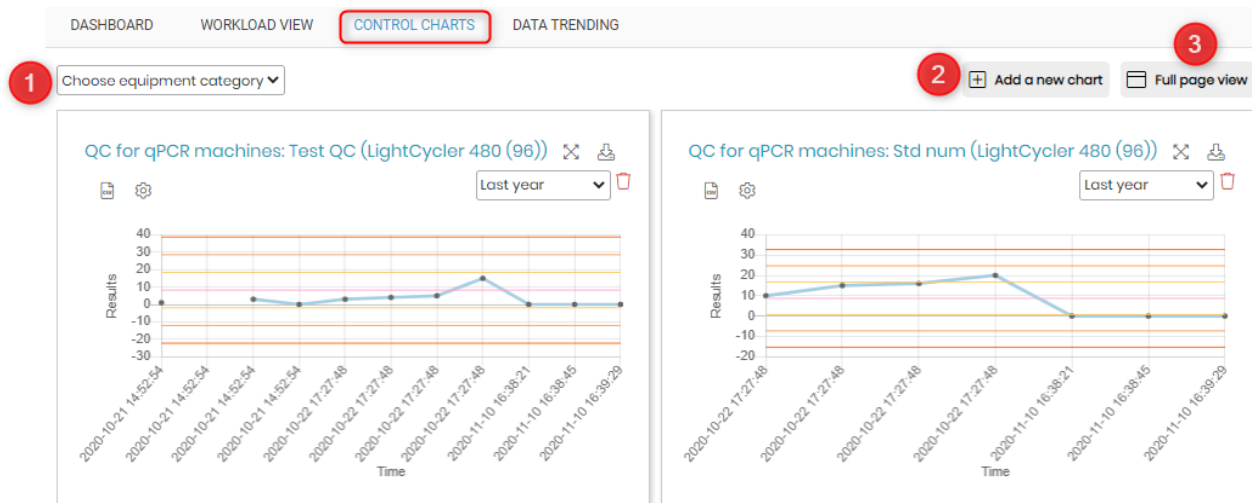 DASHBOARD WORKLOAD VIEW CONTROL CHARTS DATA TRENDING
3
1 Choose equipment category 2 Add a new chart Full page view
QC for qPCR machines: Test QC (LightCycler 480 (96))
CSV
Last year
40
30
20
10
0
-10
-20
-30
Results
2020-10-21 14:52:54
2020-10-21 14:52:54
2020-10-21 14:52:54
2020-10-21 14:52:54
2020-10-22 17:27:48
2020-10-22 17:27:48
2020-10-22 17:27:48
2020-10-22 17:27:48
2020-11-10 16:38:21
2020-11-10 16:38:45
2020-11-10 16:39:29
Time
QC for qPCR machines: Std num (LightCycler 480 (96))
CSV
Last year
40
30
20
10
0
-10
-20
Results
2020-10-22 17:27:48
2020-10-22 17:27:48
2020-10-22 17:27:48
2020-10-22 17:27:48
2020-11-10 16:38:21
2020-11-10 16:38:45
2020-11-10 16:39:29
Time